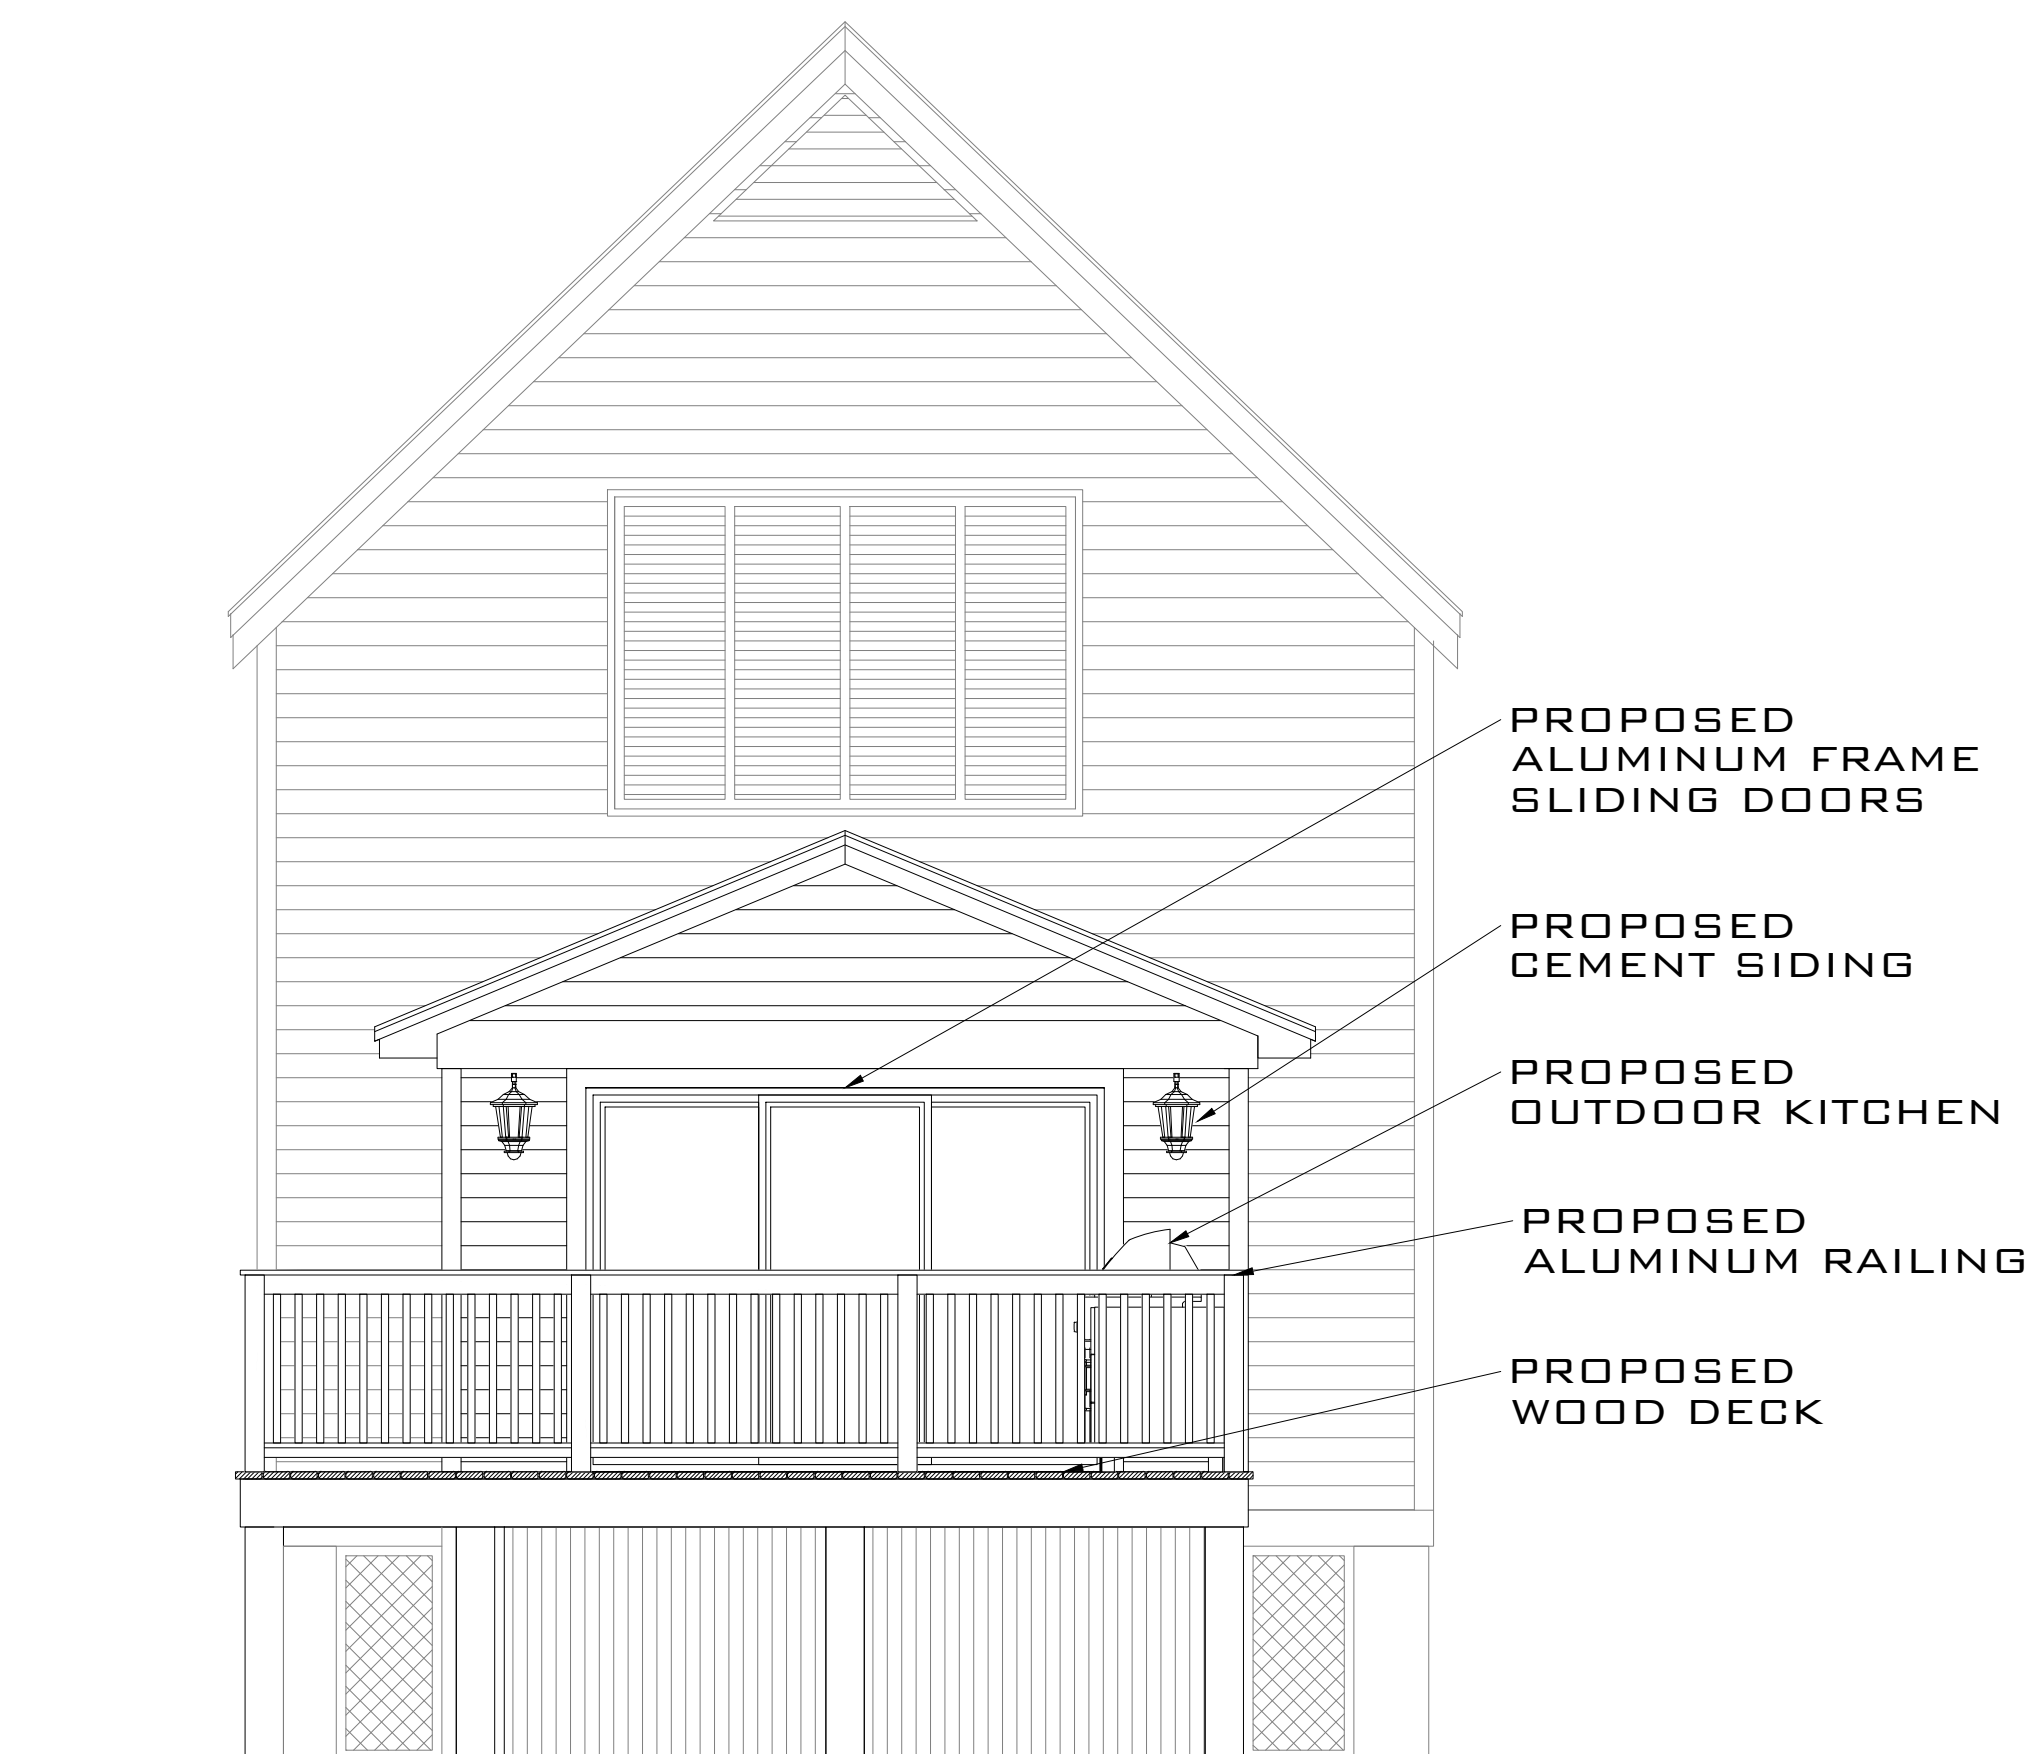 PROPOSED
ALUMINUM FRAME
SLIDING DOORS
PROPOSED
CEMENT SIDING
PROPOSED
OUTDOOR KITCHEN
PROPOSED
ALUMINUM RAILING
PROPOSED
WOOD DECK